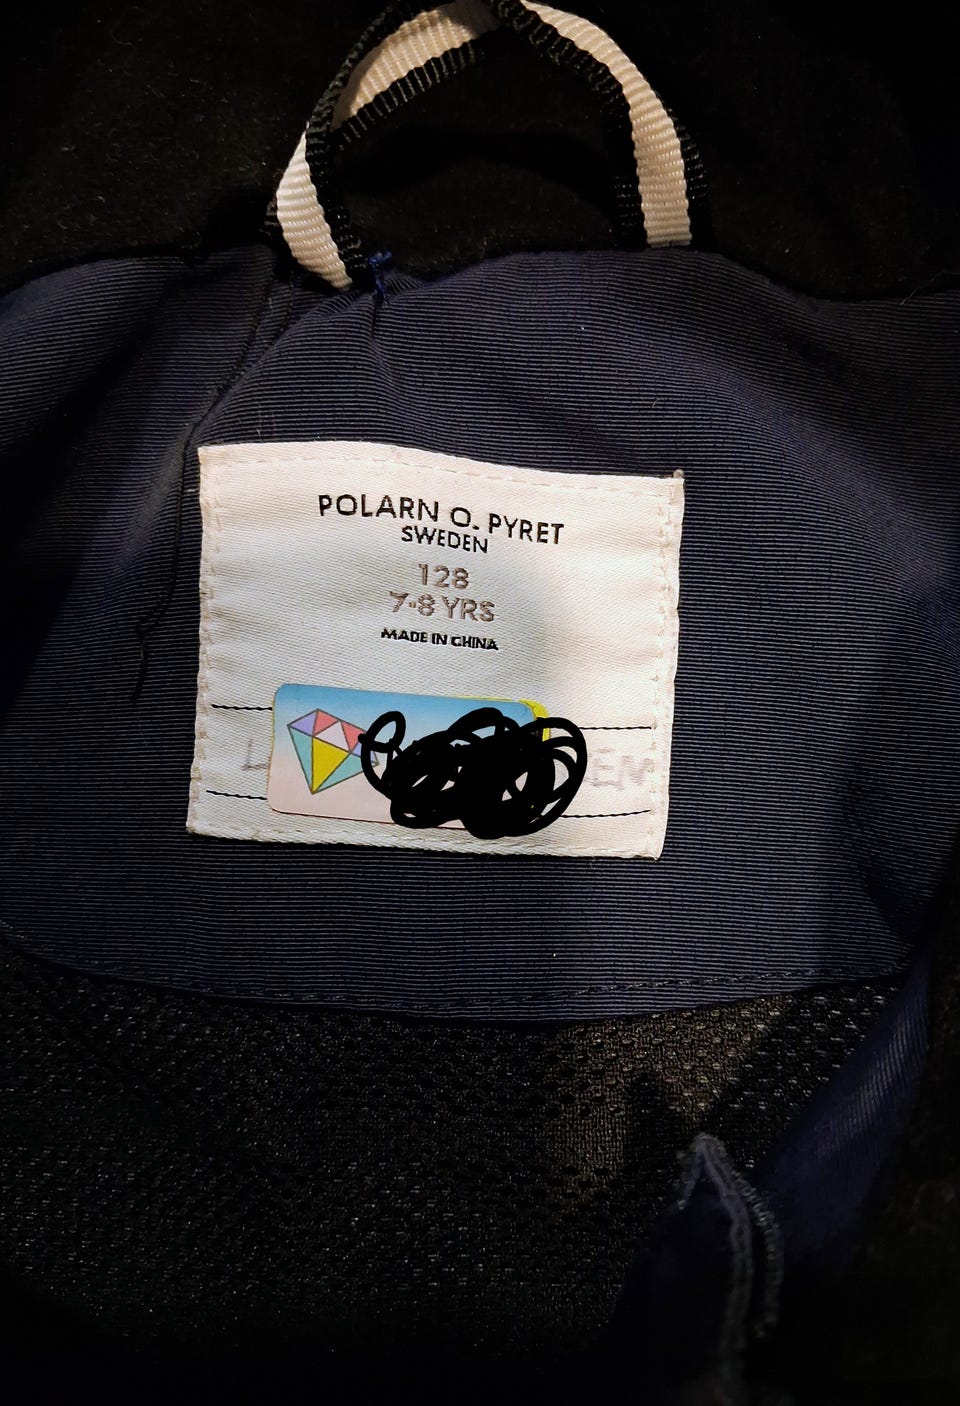 POLARN O. PYRET
SWEDEN
128
7-8 YRS
MADE IN CHINA